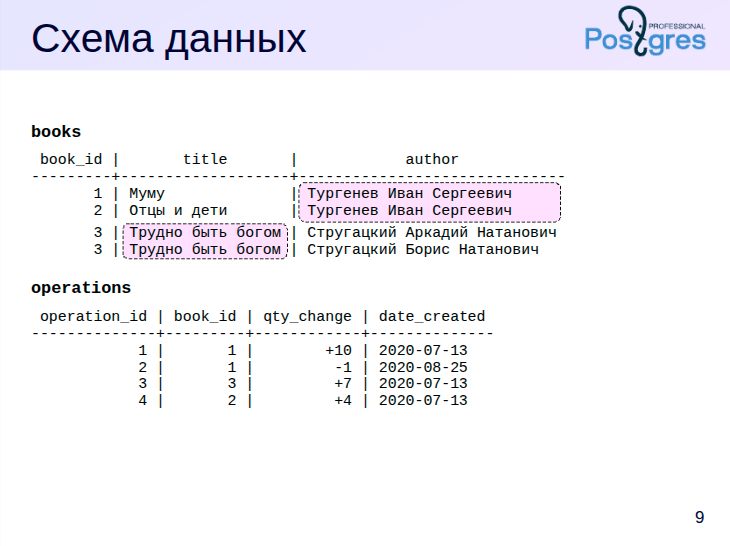 Схема данных
PROFESSIONAL
Postgres
books
book_id | title | author
---------+-------------------+------------------------------
1 | Муму | Тургенев Иван Сергеевич
2 | Отцы и дети | Тургенев Иван Сергеевич
3 | Трудно быть богом | Стругацкий Аркадий Натанович
3 | Трудно быть богом | Стругацкий Борис Натанович
operations
operation_id | book_id | qty_change | date_created
--------------+---------+------------+--------------
1 | 1 | +10 | 2020-07-13
2 | 1 | -1 | 2020-08-25
3 | 3 | +7 | 2020-07-13
4 | 2 | +4 | 2020-07-13
9